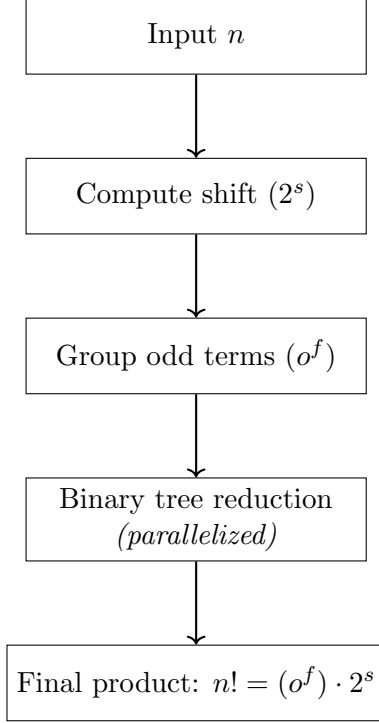 Input n
Compute shift (2^s)
Group odd terms (o^f)
Binary tree reduction
(parallelized)
Final product: n! = (o^f) · 2^s